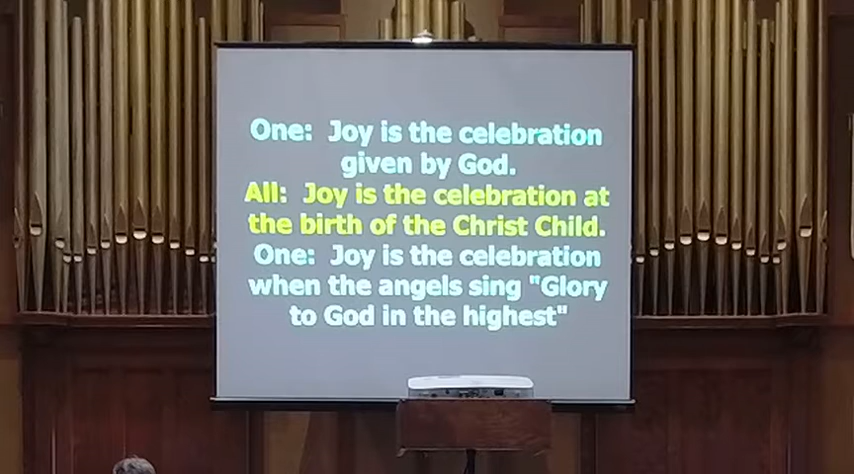 One: Joy is the celebration
given by God.
All: Joy is the celebration at
the birth of the Christ Child.
One: Joy is the celebration
when the angels sing "Glory
to God in the highest"